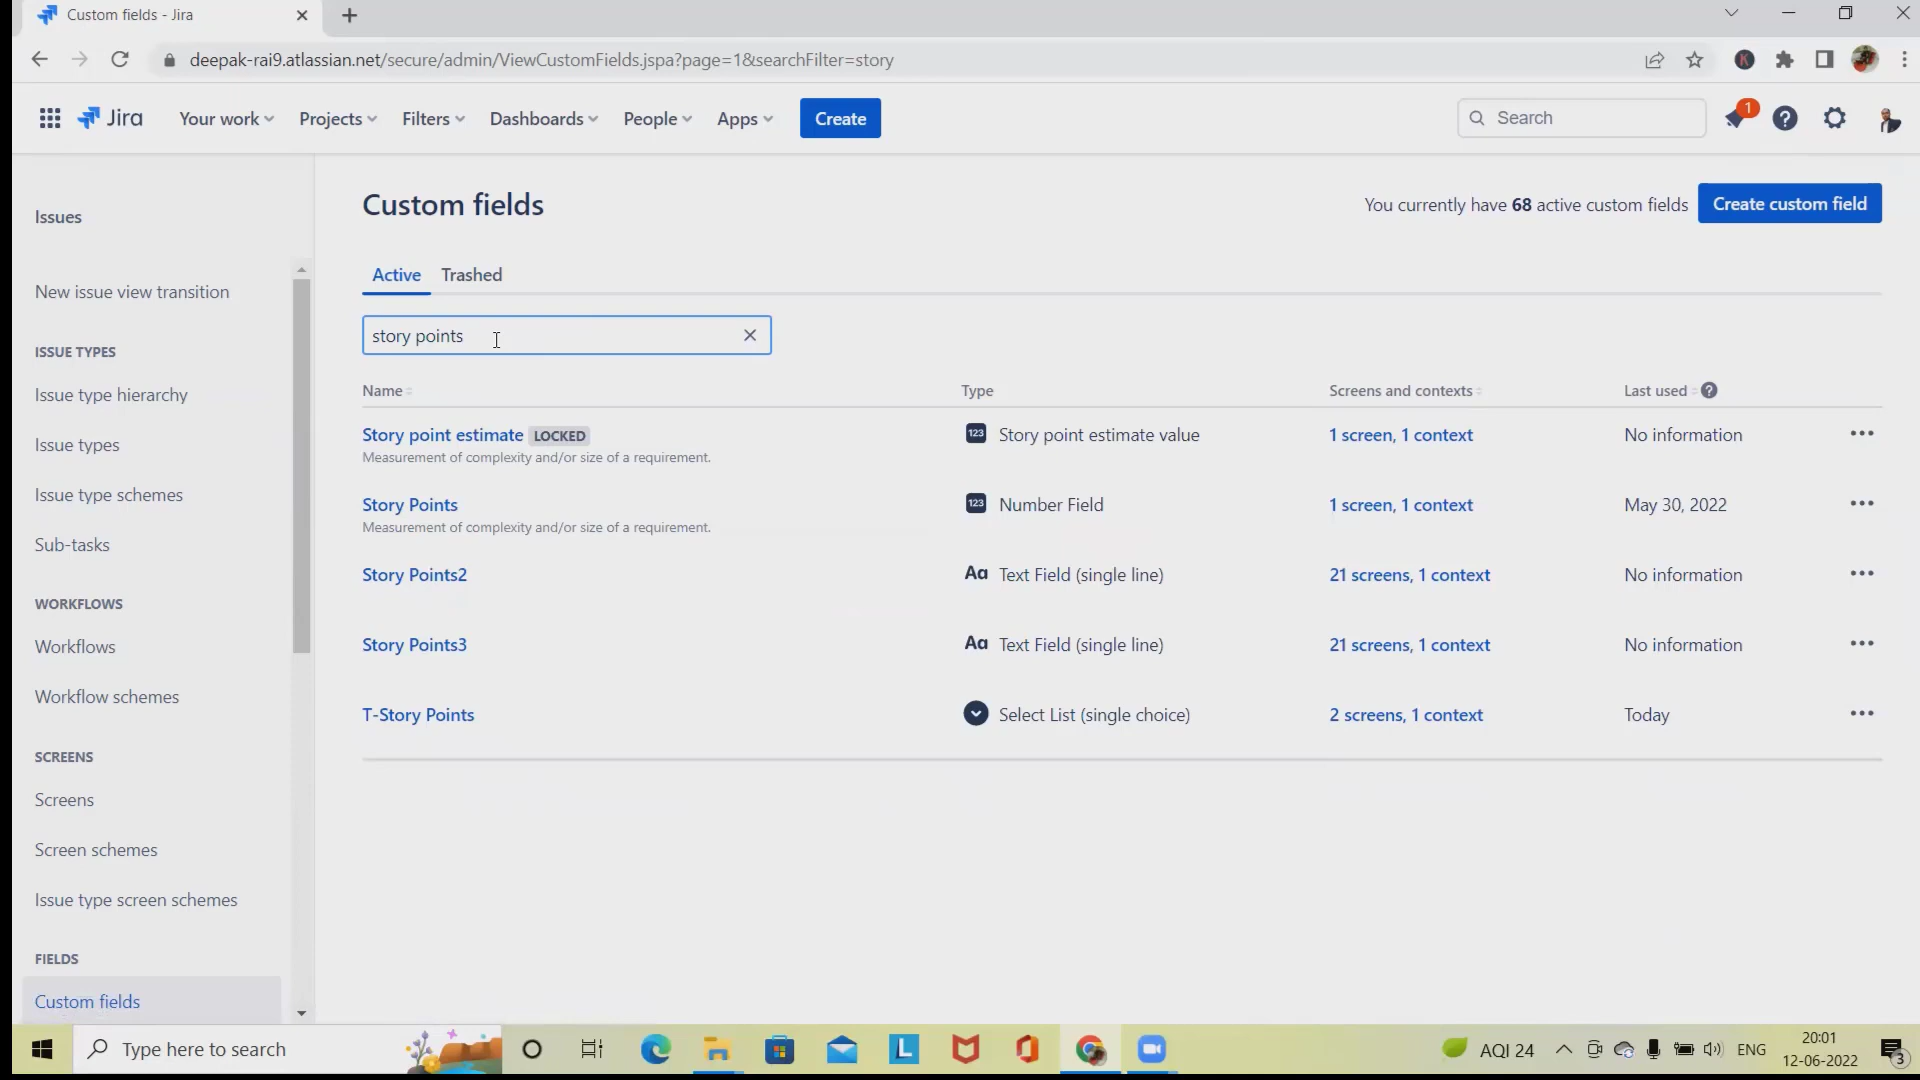 Custom fields - Jira
deepak-rai9.atlassian.net/secure/admin/ViewCustomFields.jspa?page=1&searchFilter=story
K
Jira
Your work
Projects
Filters
Dashboards
People
Apps
Create
Search
1
Issues
New issue view transition
ISSUE TYPES
Issue type hierarchy
Issue types
Issue type schemes
Sub-tasks
WORKFLOWS
Workflows
Workflow schemes
SCREENS
Screens
Screen schemes
Issue type screen schemes
FIELDS
Custom fields
Custom fields
You currently have 68 active custom fields
Create custom field
Active
Trashed
story points
Name
Type
Screens and contexts
Last used
Story point estimate LOCKED
Measurement of complexity and/or size of a requirement.
123 Story point estimate value
1 screen, 1 context
No information
Story Points
Measurement of complexity and/or size of a requirement.
123 Number Field
1 screen, 1 context
May 30, 2022
Story Points2
Aa Text Field (single line)
21 screens, 1 context
No information
Story Points3
Aa Text Field (single line)
21 screens, 1 context
No information
T-Story Points
Select List (single choice)
2 screens, 1 context
Today
Type here to search
L
AQI 24
ENG
20:01
12-06-2022
3